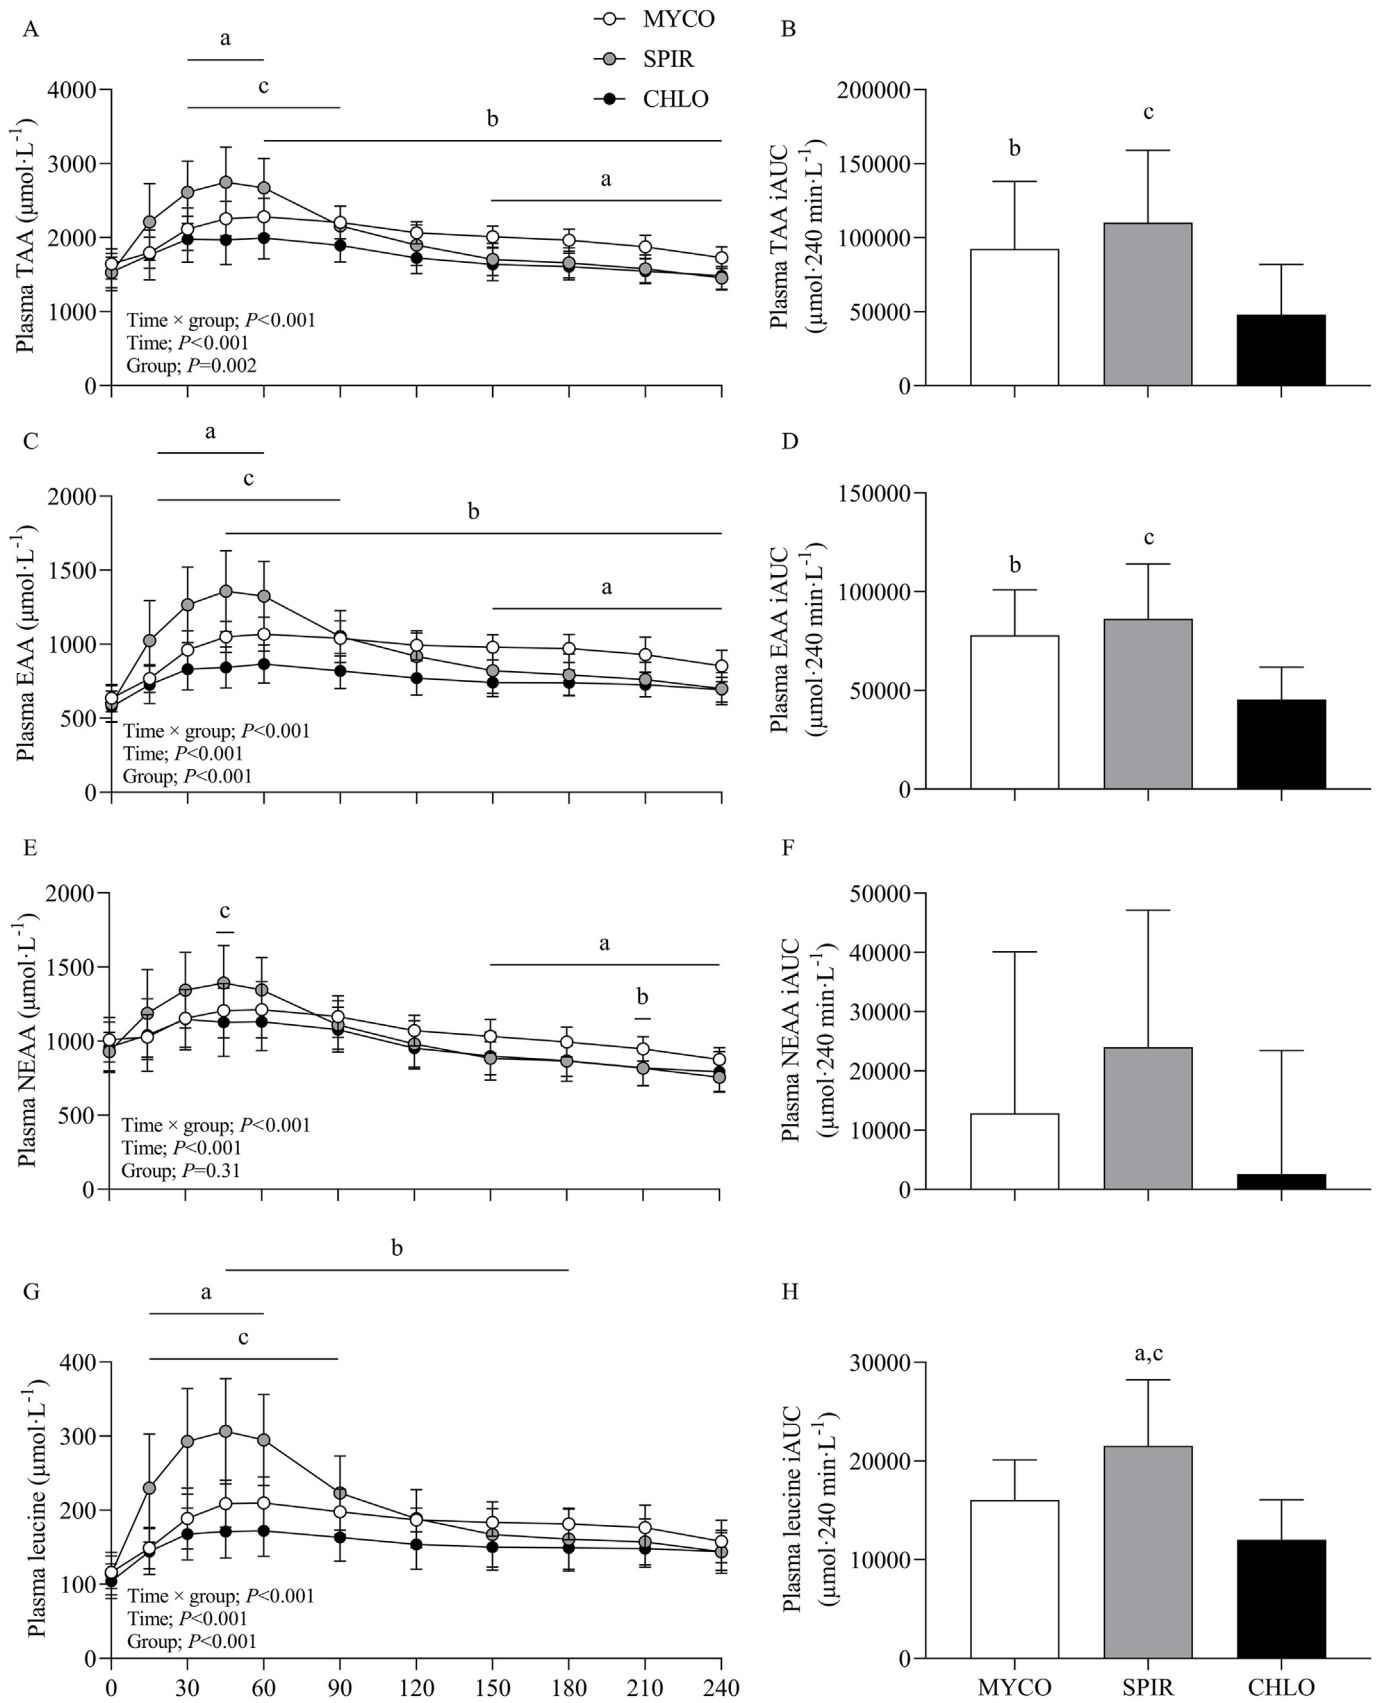 A
a
c
b
a
MYCO
SPIR
CHLO
4000
3000
2000
1000
0
Plasma TAA (µmol·L⁻¹)
Time × group; P<0.001
Time; P<0.001
Group; P=0.002
B
b
c
200000
150000
100000
50000
0
Plasma TAA iAUC
(µmol·240 min·L⁻¹)
C
a
c
b
a
2000
1500
1000
500
0
Plasma EAA (µmol·L⁻¹)
Time × group; P<0.001
Time; P<0.001
Group; P<0.001
D
b
c
150000
100000
50000
0
Plasma EAA iAUC
(µmol·240 min·L⁻¹)
E
c
a
b
2000
1500
1000
500
0
Plasma NEAA (µmol·L⁻¹)
Time × group; P<0.001
Time; P<0.001
Group; P=0.31
F
50000
40000
30000
20000
10000
0
Plasma NEAA iAUC
(µmol·240 min·L⁻¹)
G
b
a
c
400
300
200
100
0
Plasma leucine (µmol·L⁻¹)
Time × group; P<0.001
Time; P<0.001
Group; P<0.001
0 30 60 90 120 150 180 210 240
H
a,c
30000
20000
10000
0
Plasma leucine iAUC
(µmol·240 min·L⁻¹)
MYCO SPIR CHLO